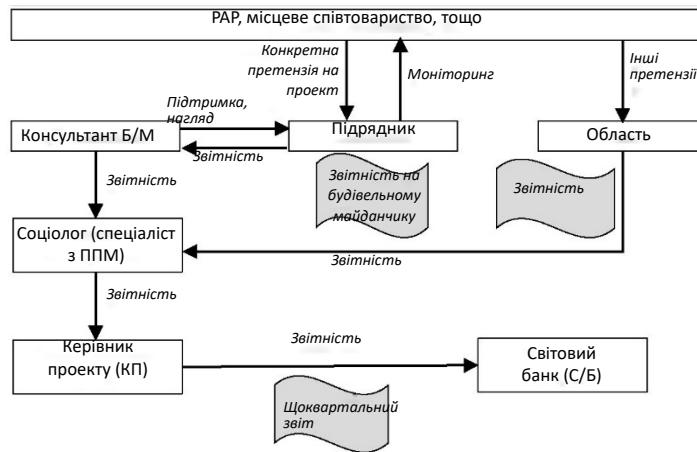 РАР, місцеве співтовариство, тощо
Конкретна
претензія на
проект
Моніторинг
Інші
претензії
Підтримка,
нагляд
Консультант Б/М
Підрядник
Область
Звітність
Звітність
Звітність на
будівельному
майданчику
Звітність
Соціолог (спеціаліст
з ППМ)
Звітність
Звітність
Керівник
проекту (КП)
Звітність
Світовий
банк (С/Б)
Щоквартальний
звіт